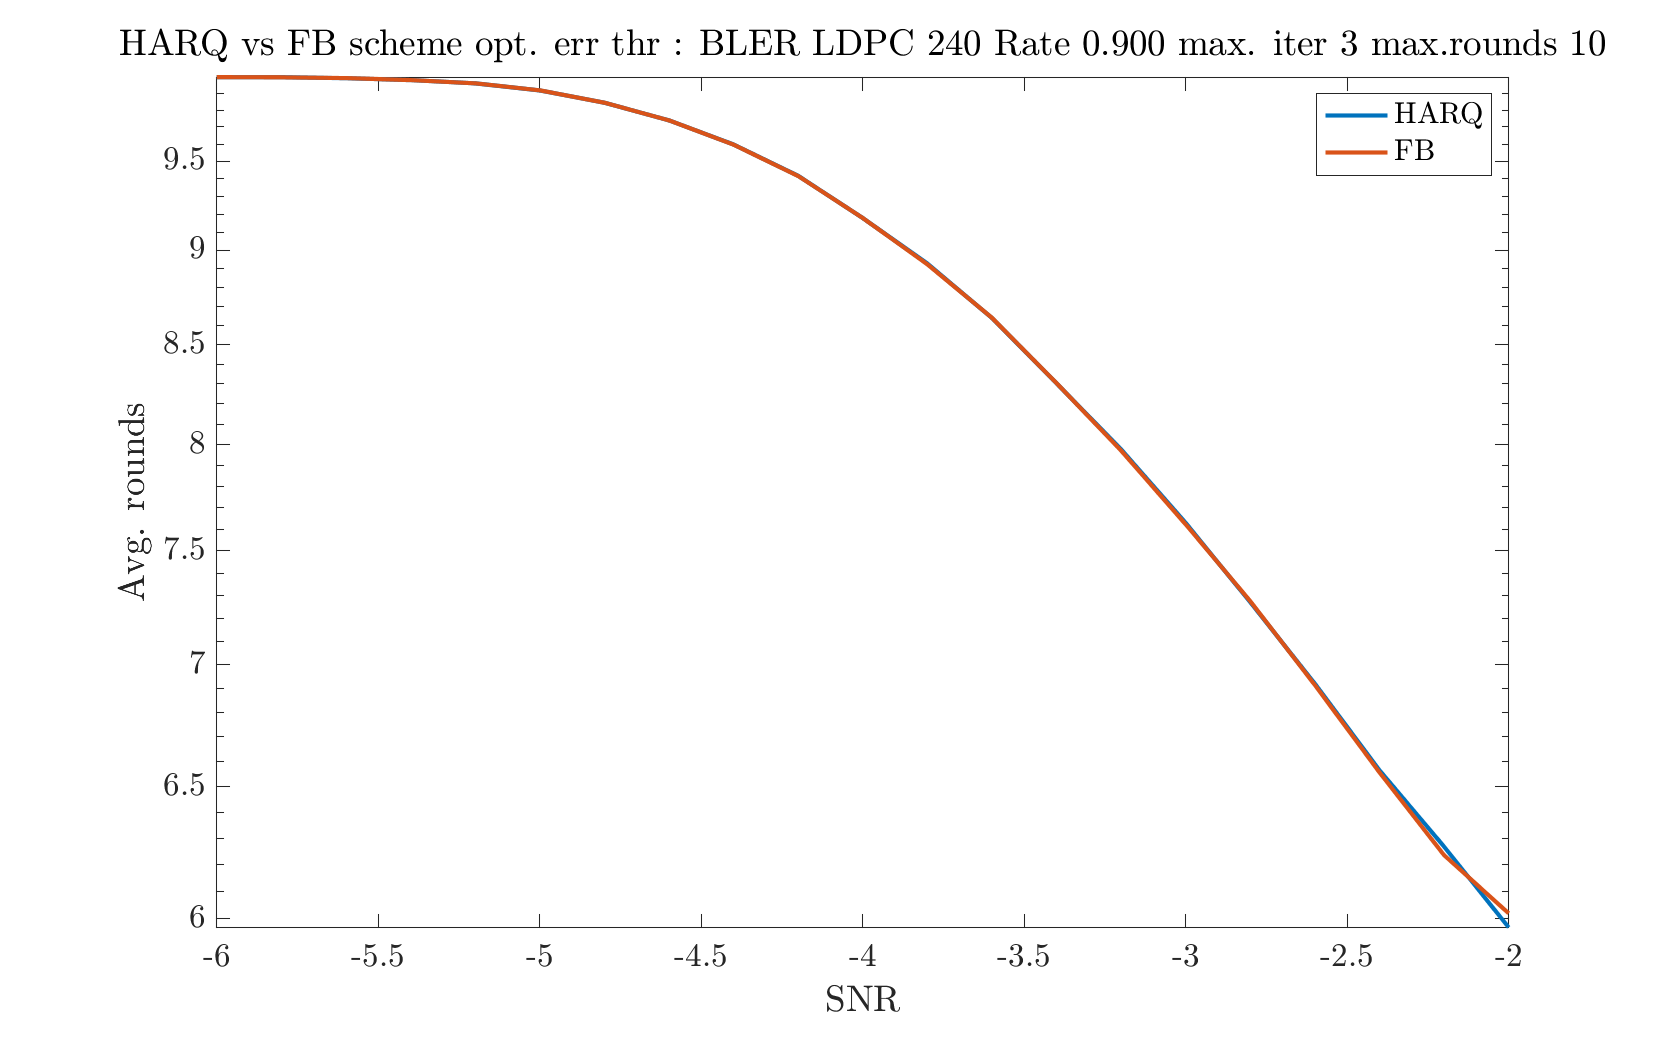 HARQ vs FB scheme opt. err thr : BLER LDPC 240 Rate 0.900 max. iter 3 max.rounds 10
HARQ
FB
9.5
9
8.5
8
7.5
7
6.5
6
Avg. rounds
-6 -5.5 -5 -4.5 -4 -3.5 -3 -2.5 -2
SNR